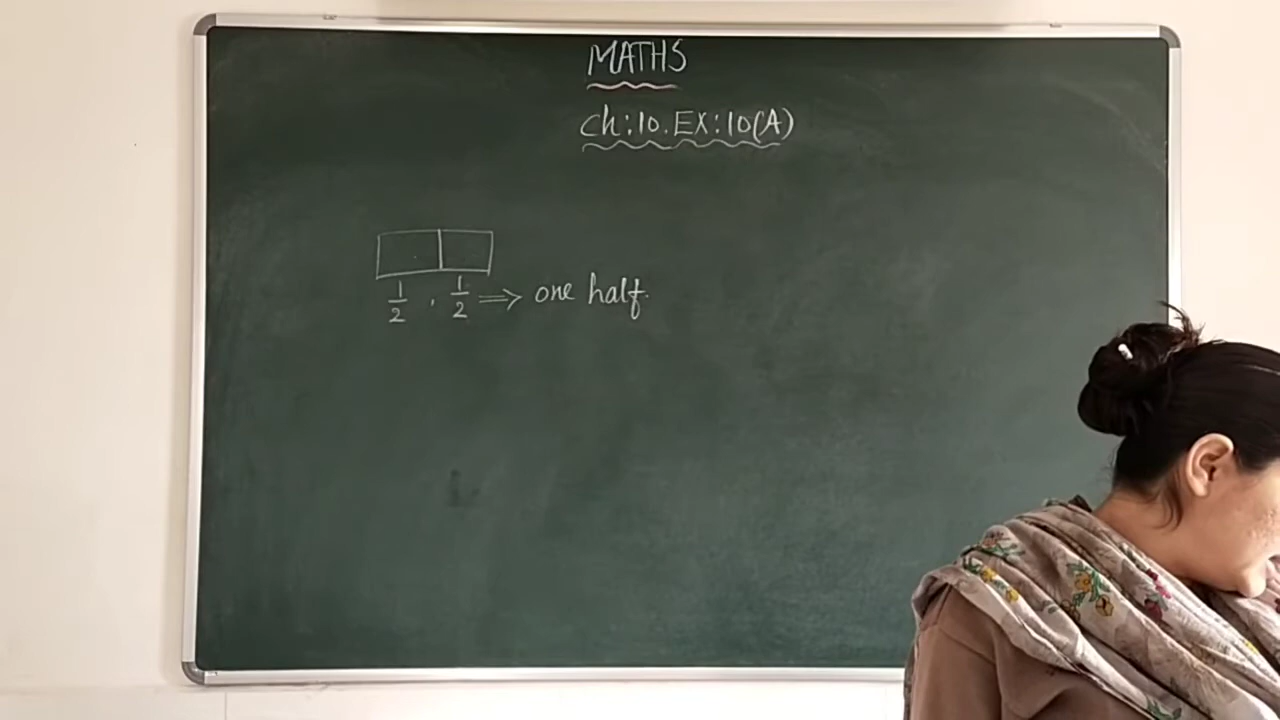 MATHS
Ch:10. EX:10(A)
1/2 , 1/2 ⇒ one half.